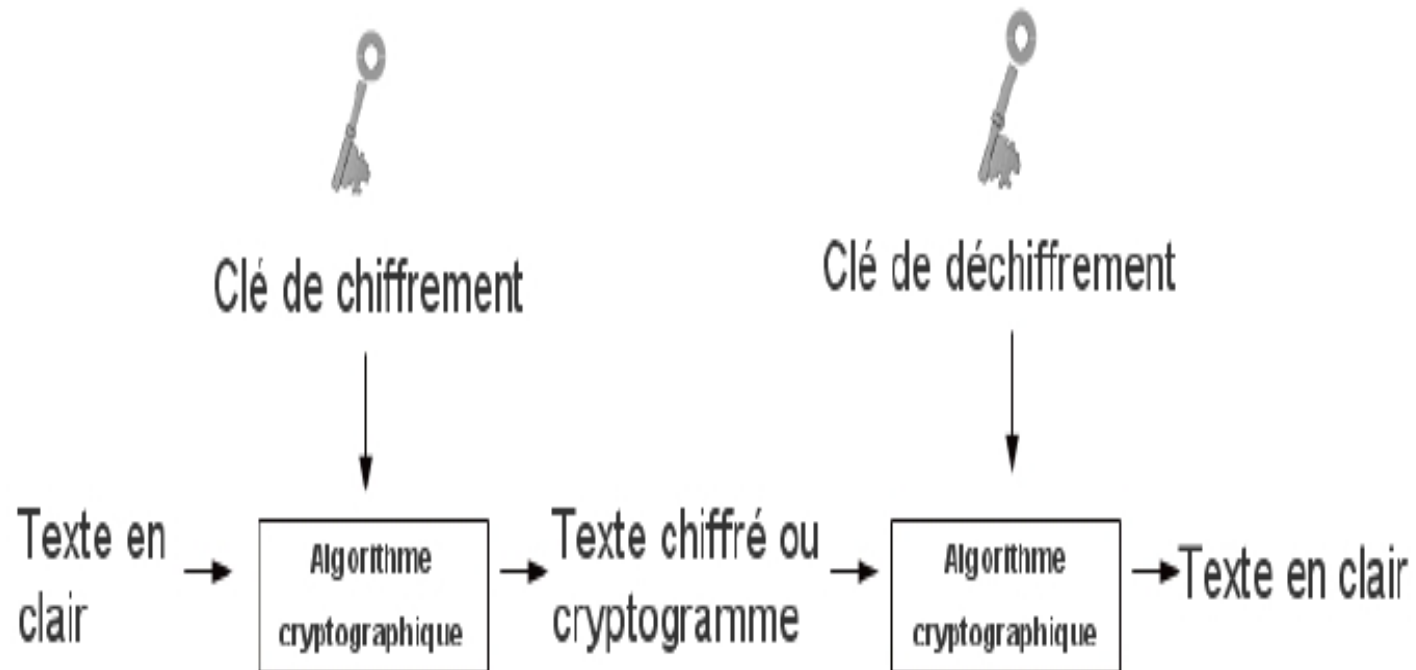 Clé de chiffrement
Clé de déchiffrement
Texte en
clair
Algorithme
cryptographique
Texte chiffré ou
cryptogramme
Algorithme
cryptographique
Texte en clair